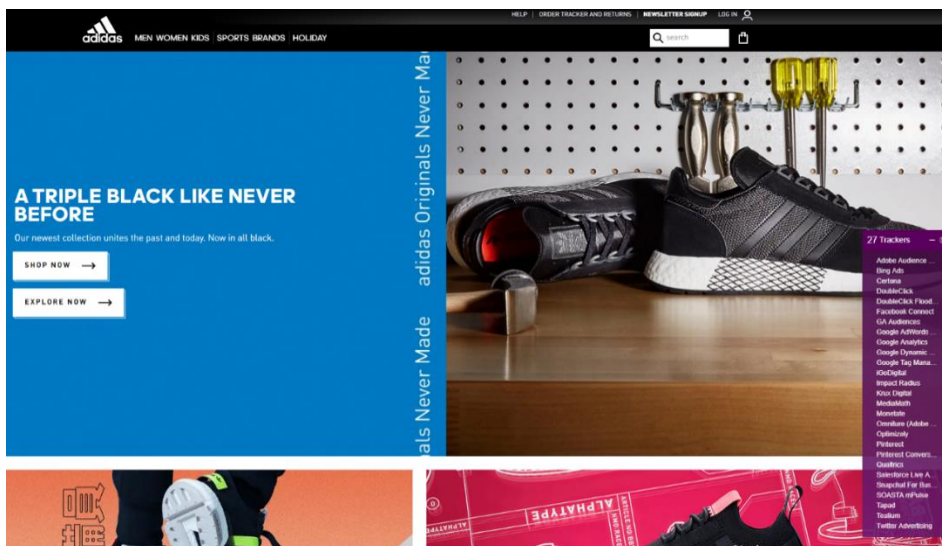 HELP | ORDER TRACKER AND RETURNS | NEWSLETTER SIGNUP LOG IN
adidas MEN WOMEN KIDS SPORTS BRANDS HOLIDAY
search
A TRIPLE BLACK LIKE NEVER
BEFORE
Our newest collection unites the past and today. Now in all black.
SHOP NOW →
EXPLORE NOW →
adidas Originals Never Mad
als Never Made
27 Trackers –
Adobe Audience ...
Bing Ads
Certona
DoubleClick
DoubleClick Flood...
Facebook Connect
GA Audiences
Google AdWords ...
Google Analytics
Google Dynamic ...
Google Tag Mana...
iGoDigital
Impact Radius
Krux Digital
MediaMath
Monetate
Omniture (Adobe ...
Optimizely
Pinterest
Pinterest Convers...
Qualtrics
Salesforce Live A...
Snapchat For Bus...
SOASTA mPulse
Tapad
Tealium
Twitter Advertising
ALPHATYPE